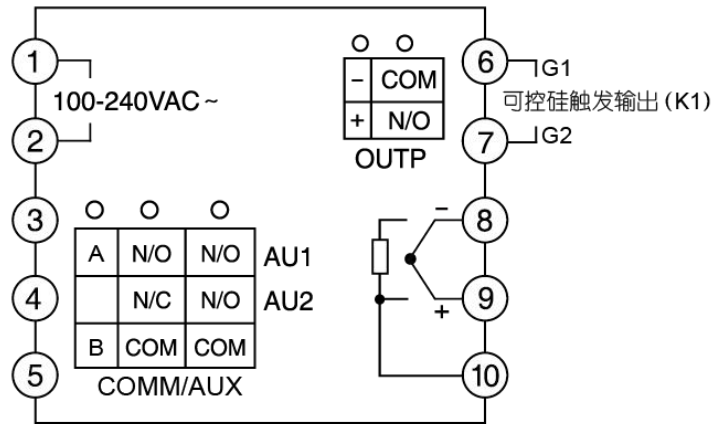 1
2
100-240VAC ~
3
4
5
A N/O N/O AU1
N/C N/O AU2
B COM COM
COMM/AUX
- COM
+ N/O
OUTP
6
7
G1
可控硅触发输出 (K1)
G2
8
9
10
-
+